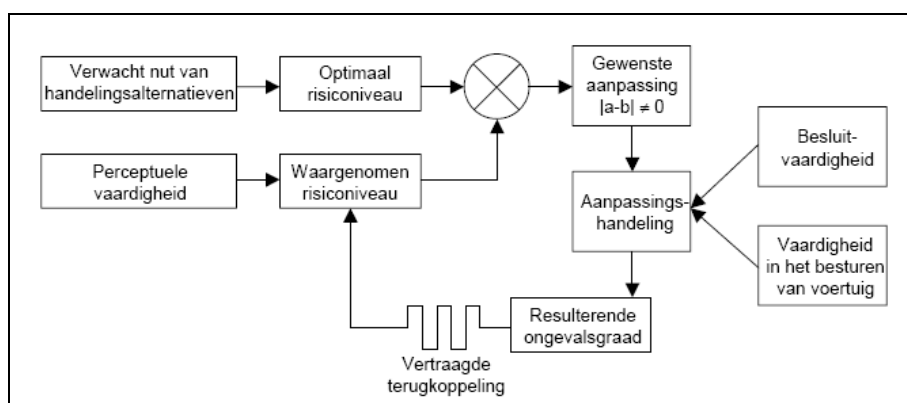 Verwacht nut van
handelingsalternatieven
Optimaal
risiconiveau
Gewenste
aanpassing
|a-b| ≠ 0
Perceptuele
vaardigheid
Waargenomen
risiconiveau
Aanpassings-
handeling
Besluit-
vaardigheid
Vaardigheid
in het besturen
van voertuig
Resulterende
ongevalsgraad
Vertraagde
terugkoppeling